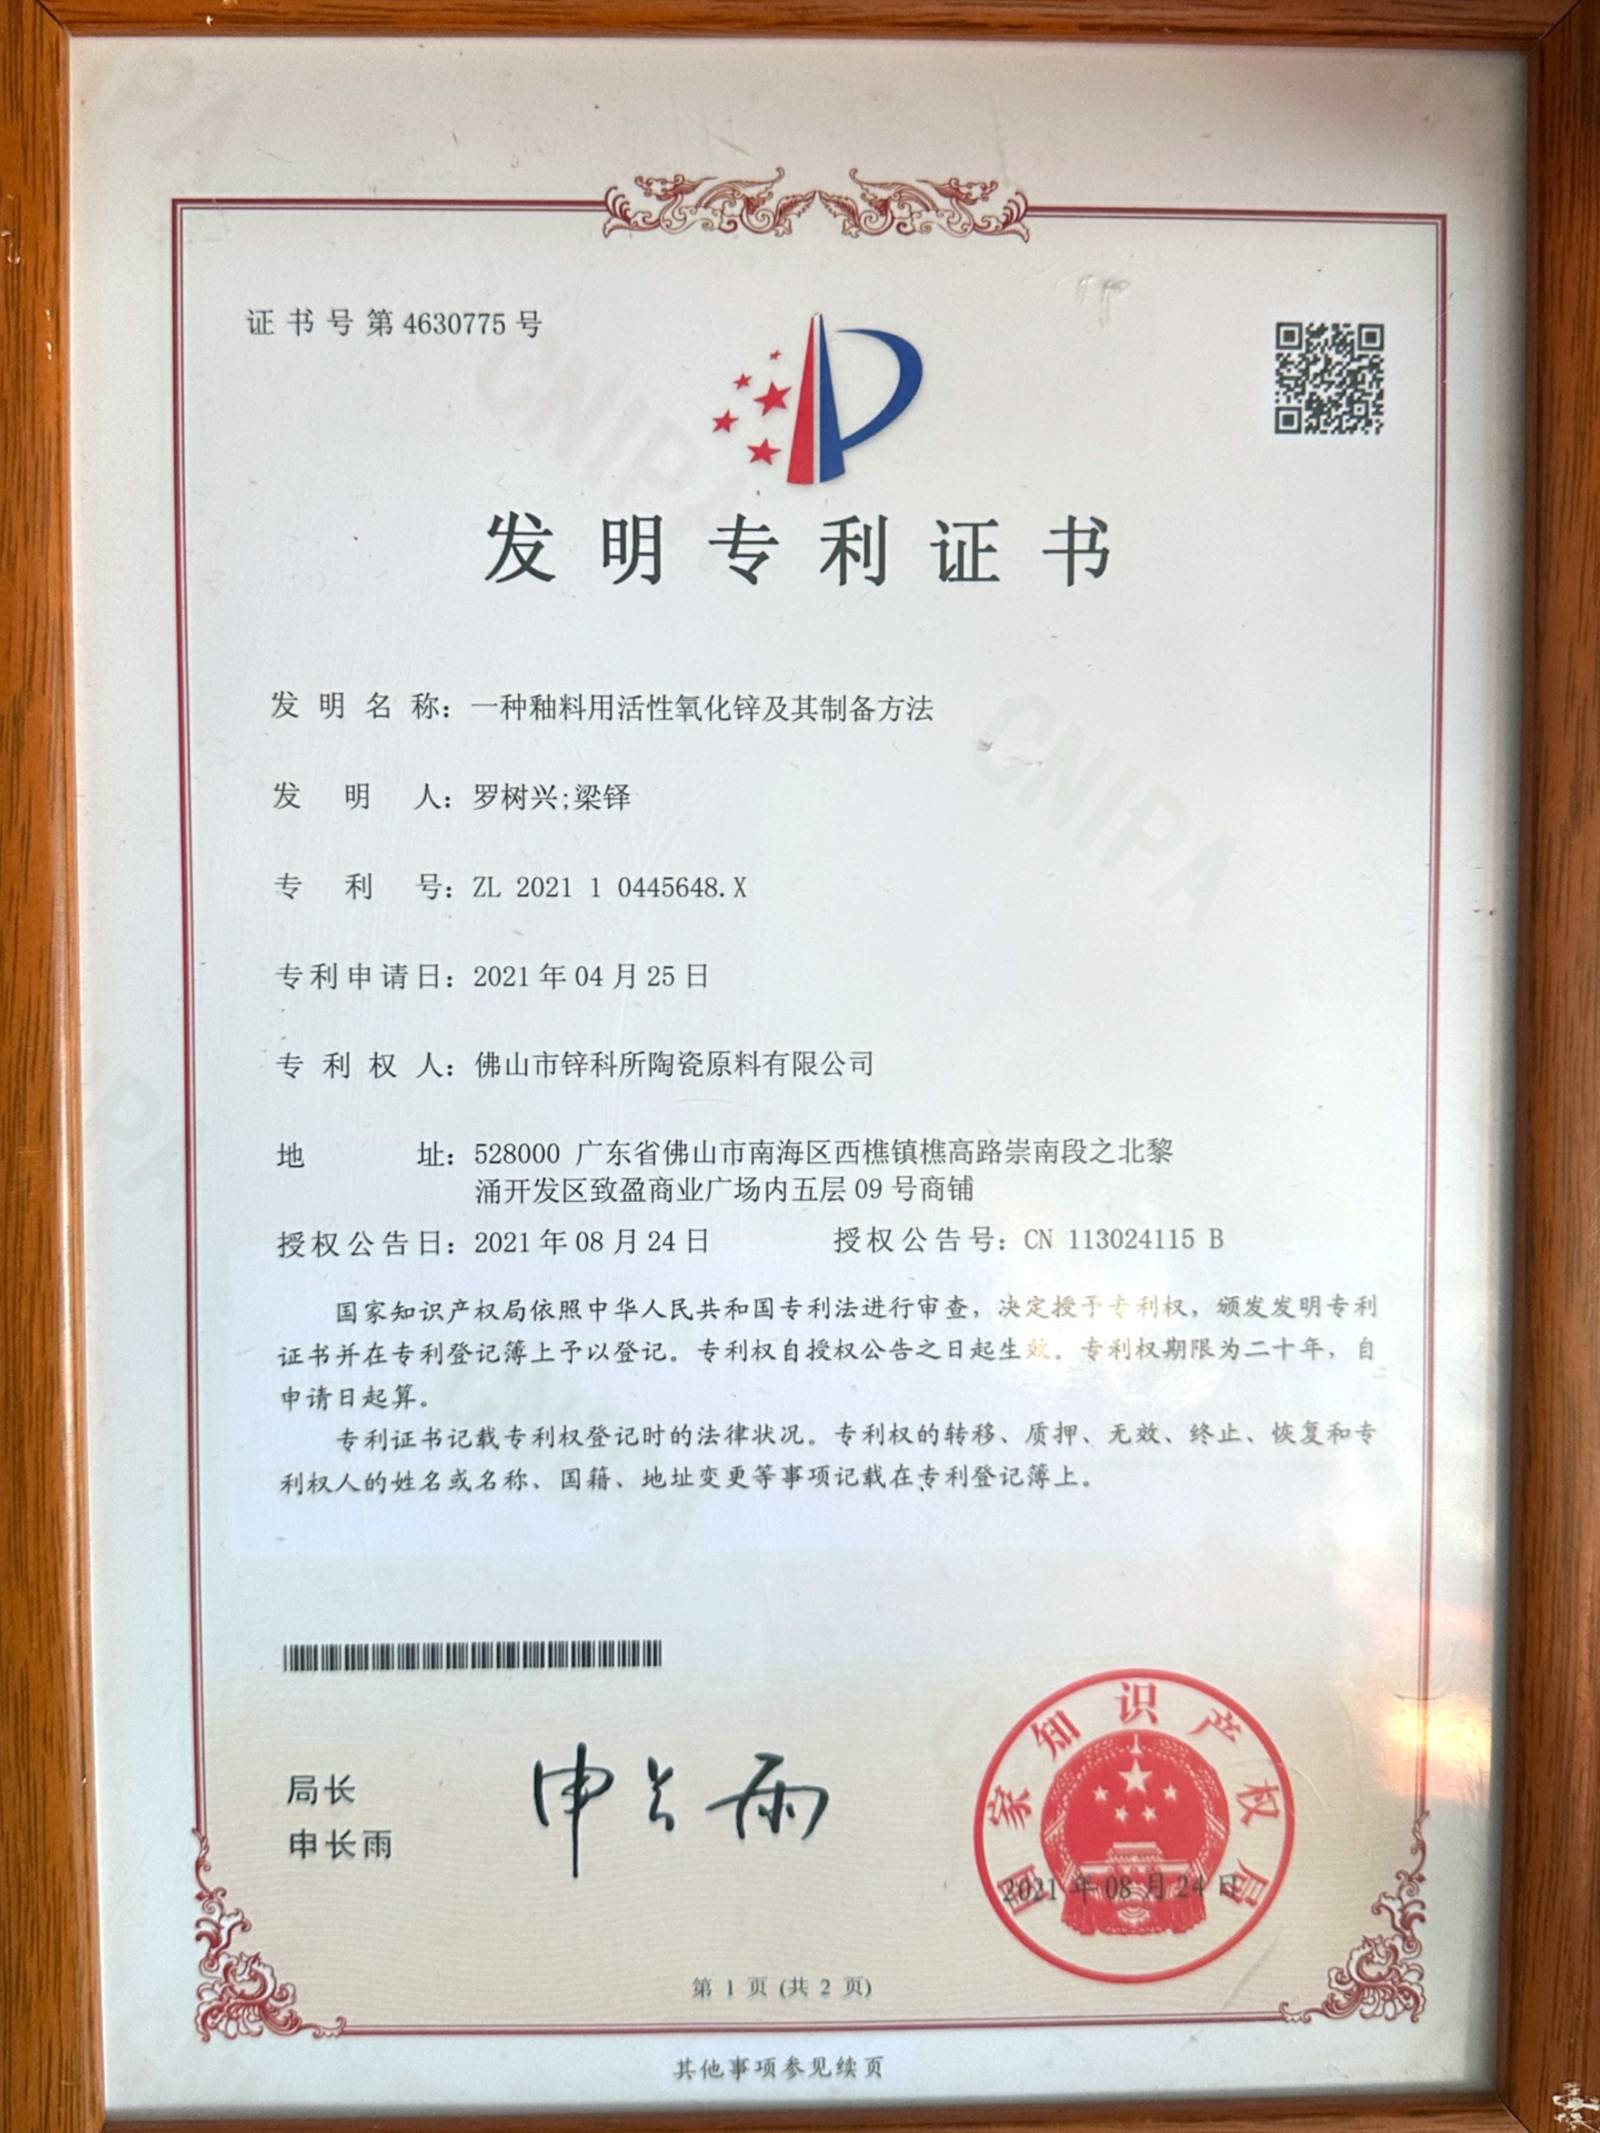 证书号第4630775号
发明专利证书
发明名称：一种釉料用活性氧化锌及其制备方法
发明人：罗树兴;梁铎
专利号：ZL 2021 1 0445648.X
专利申请日：2021年04月25日
专利权人：佛山市锌科所陶瓷原料有限公司
地址：528000 广东省佛山市南海区西樵镇樵高路崇南段之北黎
涌开发区致盈商业广场内五层09号商铺
授权公告日：2021年08月24日 授权公告号：CN 113024115 B
国家知识产权局依照中华人民共和国专利法进行审查，决定授予专利权，颁发发明专利
证书并在专利登记簿上予以登记。专利权自授权公告之日起生效。专利权期限为二十年，自
申请日起算。
专利证书记载专利权登记时的法律状况。专利权的转移、质押、无效、终止、恢复和专
利权人的姓名或名称、国籍、地址变更等事项记载在专利登记簿上。
局长
申长雨
申长雨
国家知识产权局
2021年08月24日
第 1 页 (共 2 页)
其他事项参见续页
CNIPA
CNIPA
CNIPA